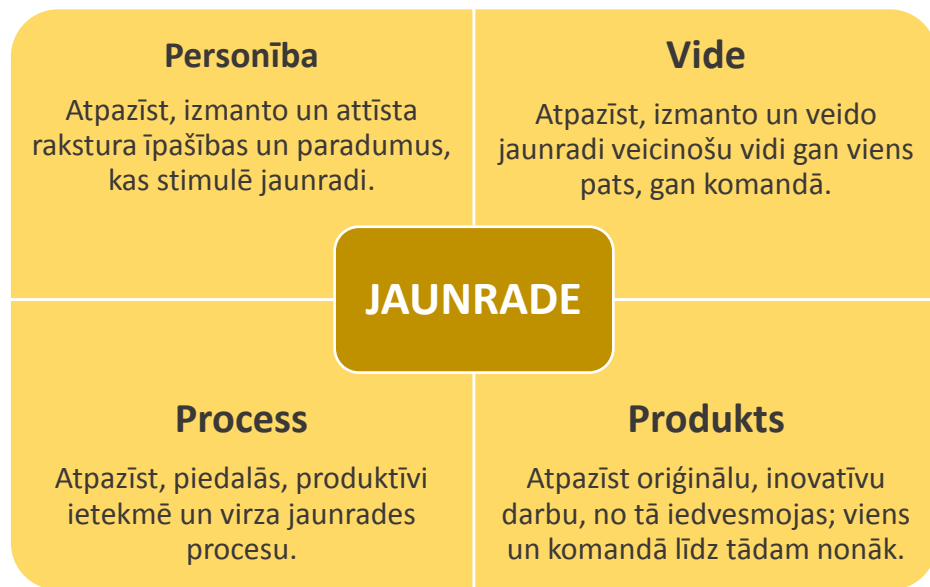 Personība
Atpazīst, izmanto un attīsta
rakstura īpašības un paradumus,
kas stimulē jaunradi.
Vide
Atpazīst, izmanto un veido
jaunradi veicinošu vidi gan viens
pats, gan komandā.
JAUNRADE
Process
Atpazīst, piedalās, produktīvi
ietekmē un virza jaunrades
procesu.
Produkts
Atpazīst oriģinālu, inovatīvu
darbu, no tā iedvesmojas; viens
un komandā līdz tādam nonāk.